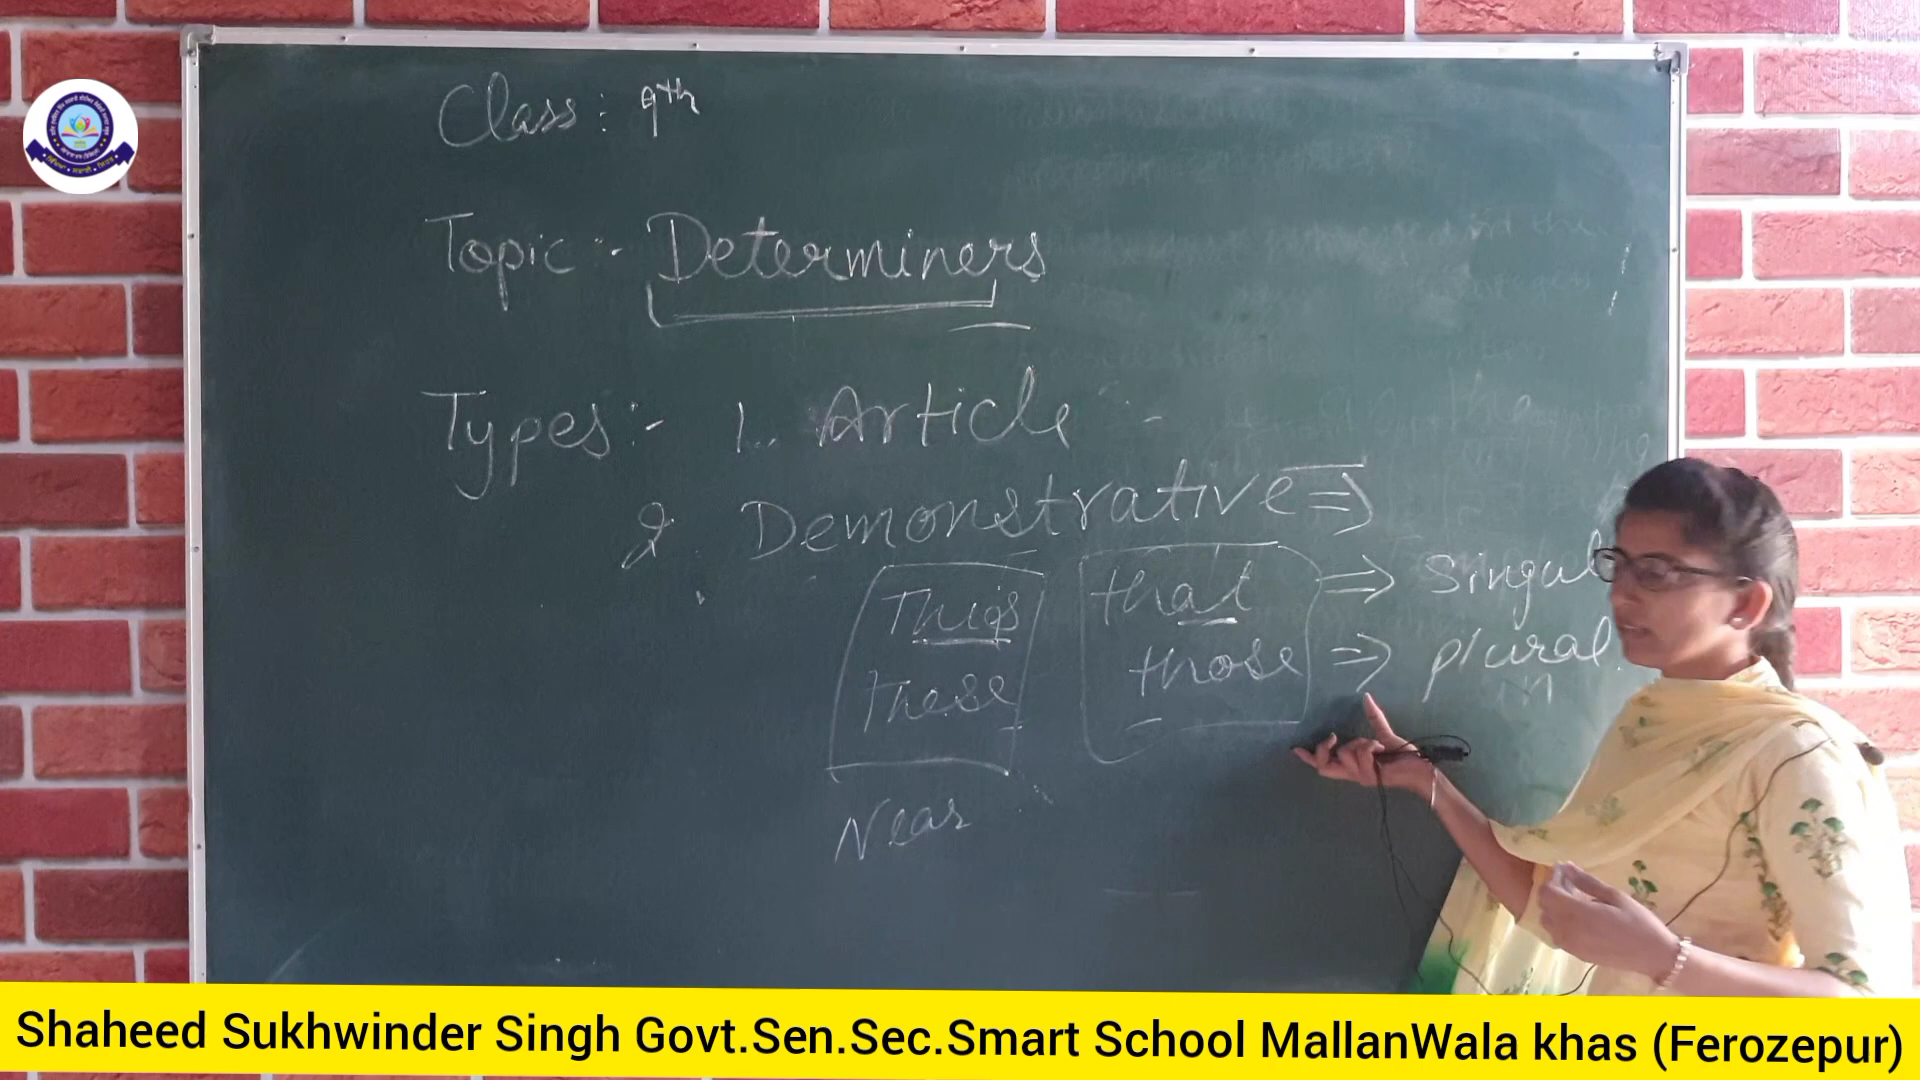 Class : 9th
Topic :- Determiners
Types :- 1. Article :-
2. Demonstrative =>
This that => Singul
these those => plural.
Near
Shaheed Sukhwinder Singh Govt.Sen.Sec.Smart School MallanWala khas (Ferozepur)